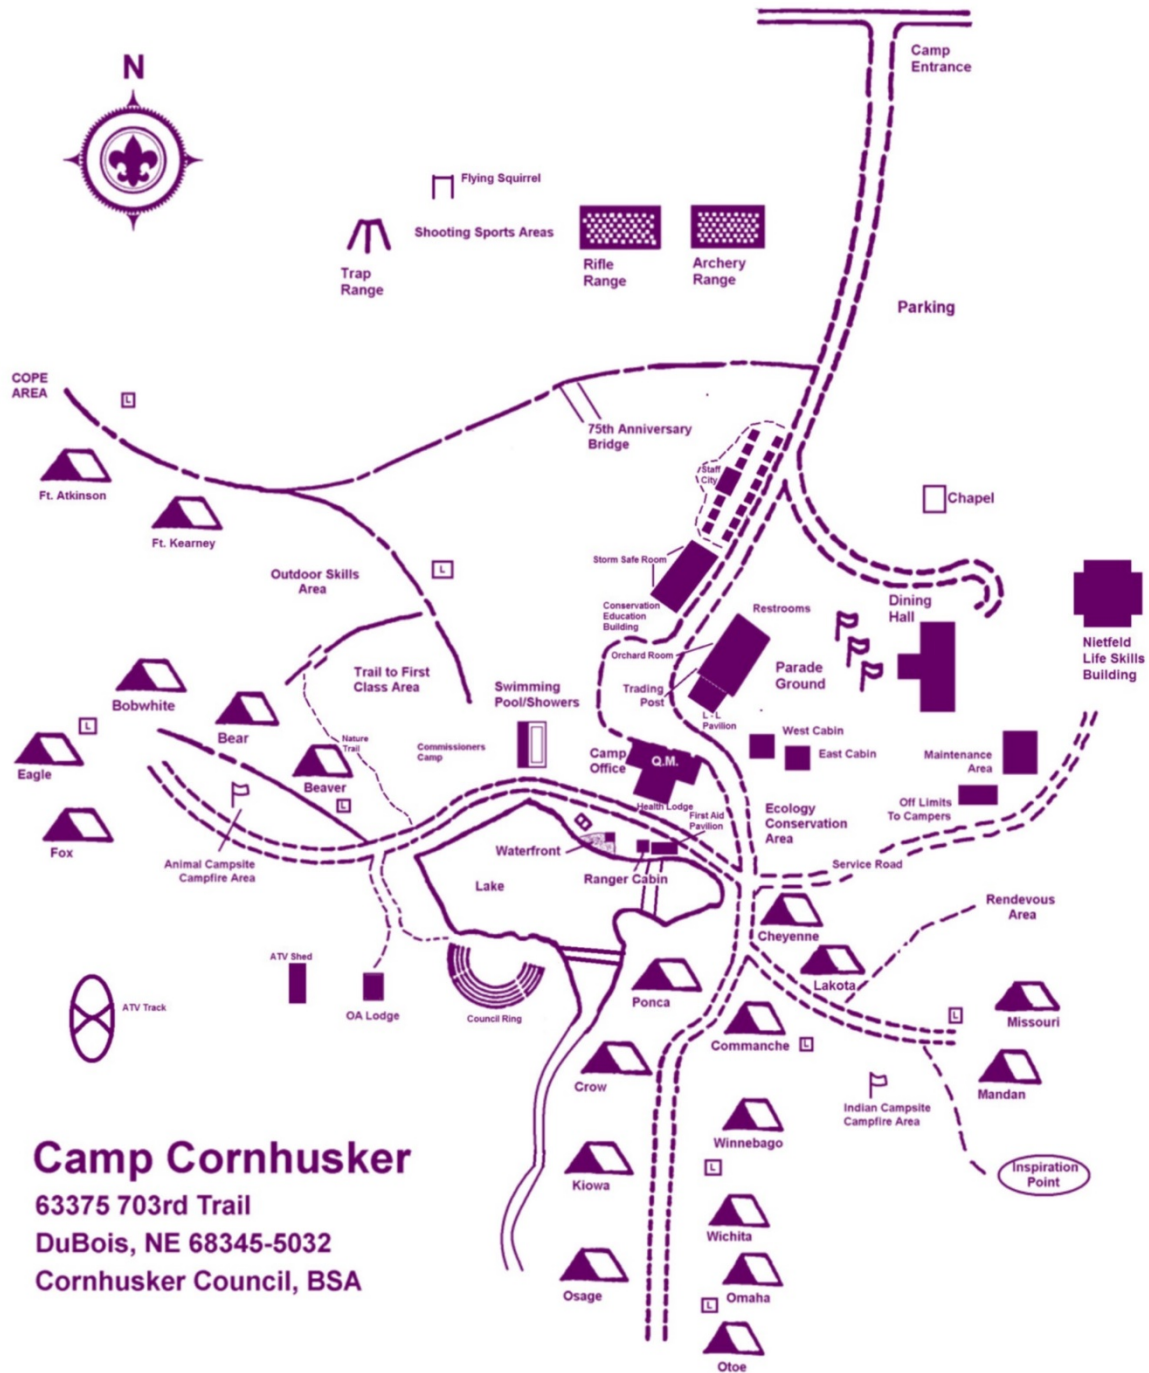 Camp
Entrance
N
Flying Squirrel
Shooting Sports Areas
Trap
Range
Rifle
Range
Archery
Range
Parking
COPE
AREA
L
75th Anniversary
Bridge
Ft. Atkinson
Staff
City
Chapel
Ft. Kearney
Storm Safe Room
L
Outdoor Skills
Area
Conservation
Education
Building
Restrooms
Dining
Hall
Nietfeld
Life Skills
Building
Orchard Room
Parade
Ground
Trail to First
Class Area
Trading
Post
Swimming
Pool/Showers
Bobwhite
L - L
Pavilion
Bear
L
Nature
Trail
Commissioners
Camp
Camp
Office
Q.M.
West Cabin
East Cabin
Maintenance
Area
Eagle
Beaver
L
Health Lodge
First Aid
Pavilion
Ecology
Conservation
Area
Off Limits
To Campers
Fox
Animal Campsite
Campfire Area
Waterfront
Ranger Cabin
Service Road
Lake
Rendevous
Area
Cheyenne
ATV Shed
Lakota
ATV Track
OA Lodge
Council Ring
Ponca
L
Missouri
Commanche
L
Crow
Mandan
Indian Campsite
Campfire Area
Winnebago
Camp Cornhusker
63375 703rd Trail
DuBois, NE 68345-5032
Cornhusker Council, BSA
Kiowa
L
Inspiration
Point
Wichita
Osage
Omaha
L
Otoe